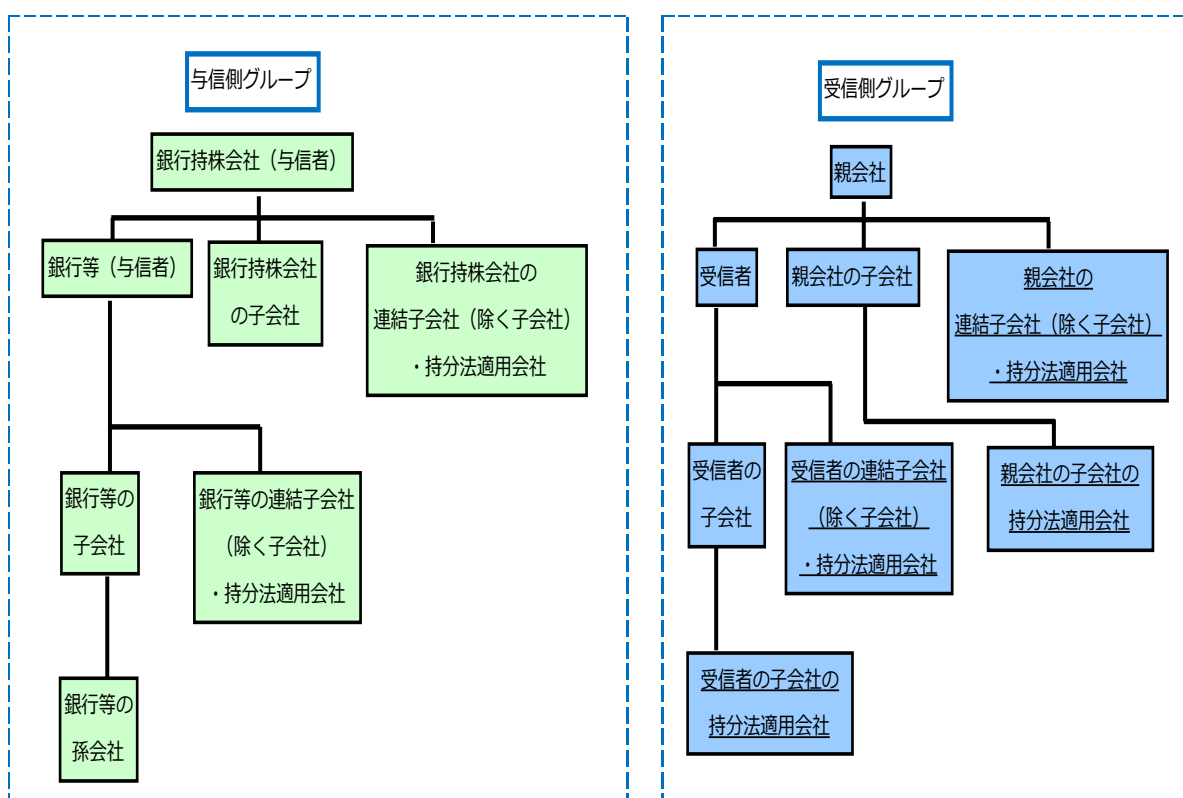 与信側グループ
銀行持株会社（与信者）
銀行等（与信者）
銀行持株会社
の子会社
銀行持株会社の
連結子会社（除く子会社）
・持分法適用会社
銀行等の
子会社
銀行等の連結子会社
（除く子会社）
・持分法適用会社
銀行等の
孫会社
受信側グループ
親会社
受信者
親会社の子会社
親会社の
連結子会社（除く子会社）
・持分法適用会社
受信者の
子会社
受信者の連結子会社
（除く子会社）
・持分法適用会社
親会社の子会社の
持分法適用会社
受信者の子会社の
持分法適用会社